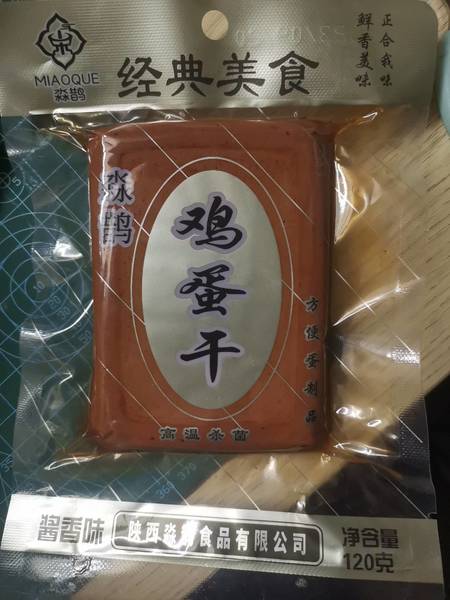 MIAOQUE
淼鹊
经典美食
正合我味
鲜香美味
淼鹊
鸡蛋干
方便蛋制品
高温杀菌
酱香味
陕西淼鹊食品有限公司
净含量
120克